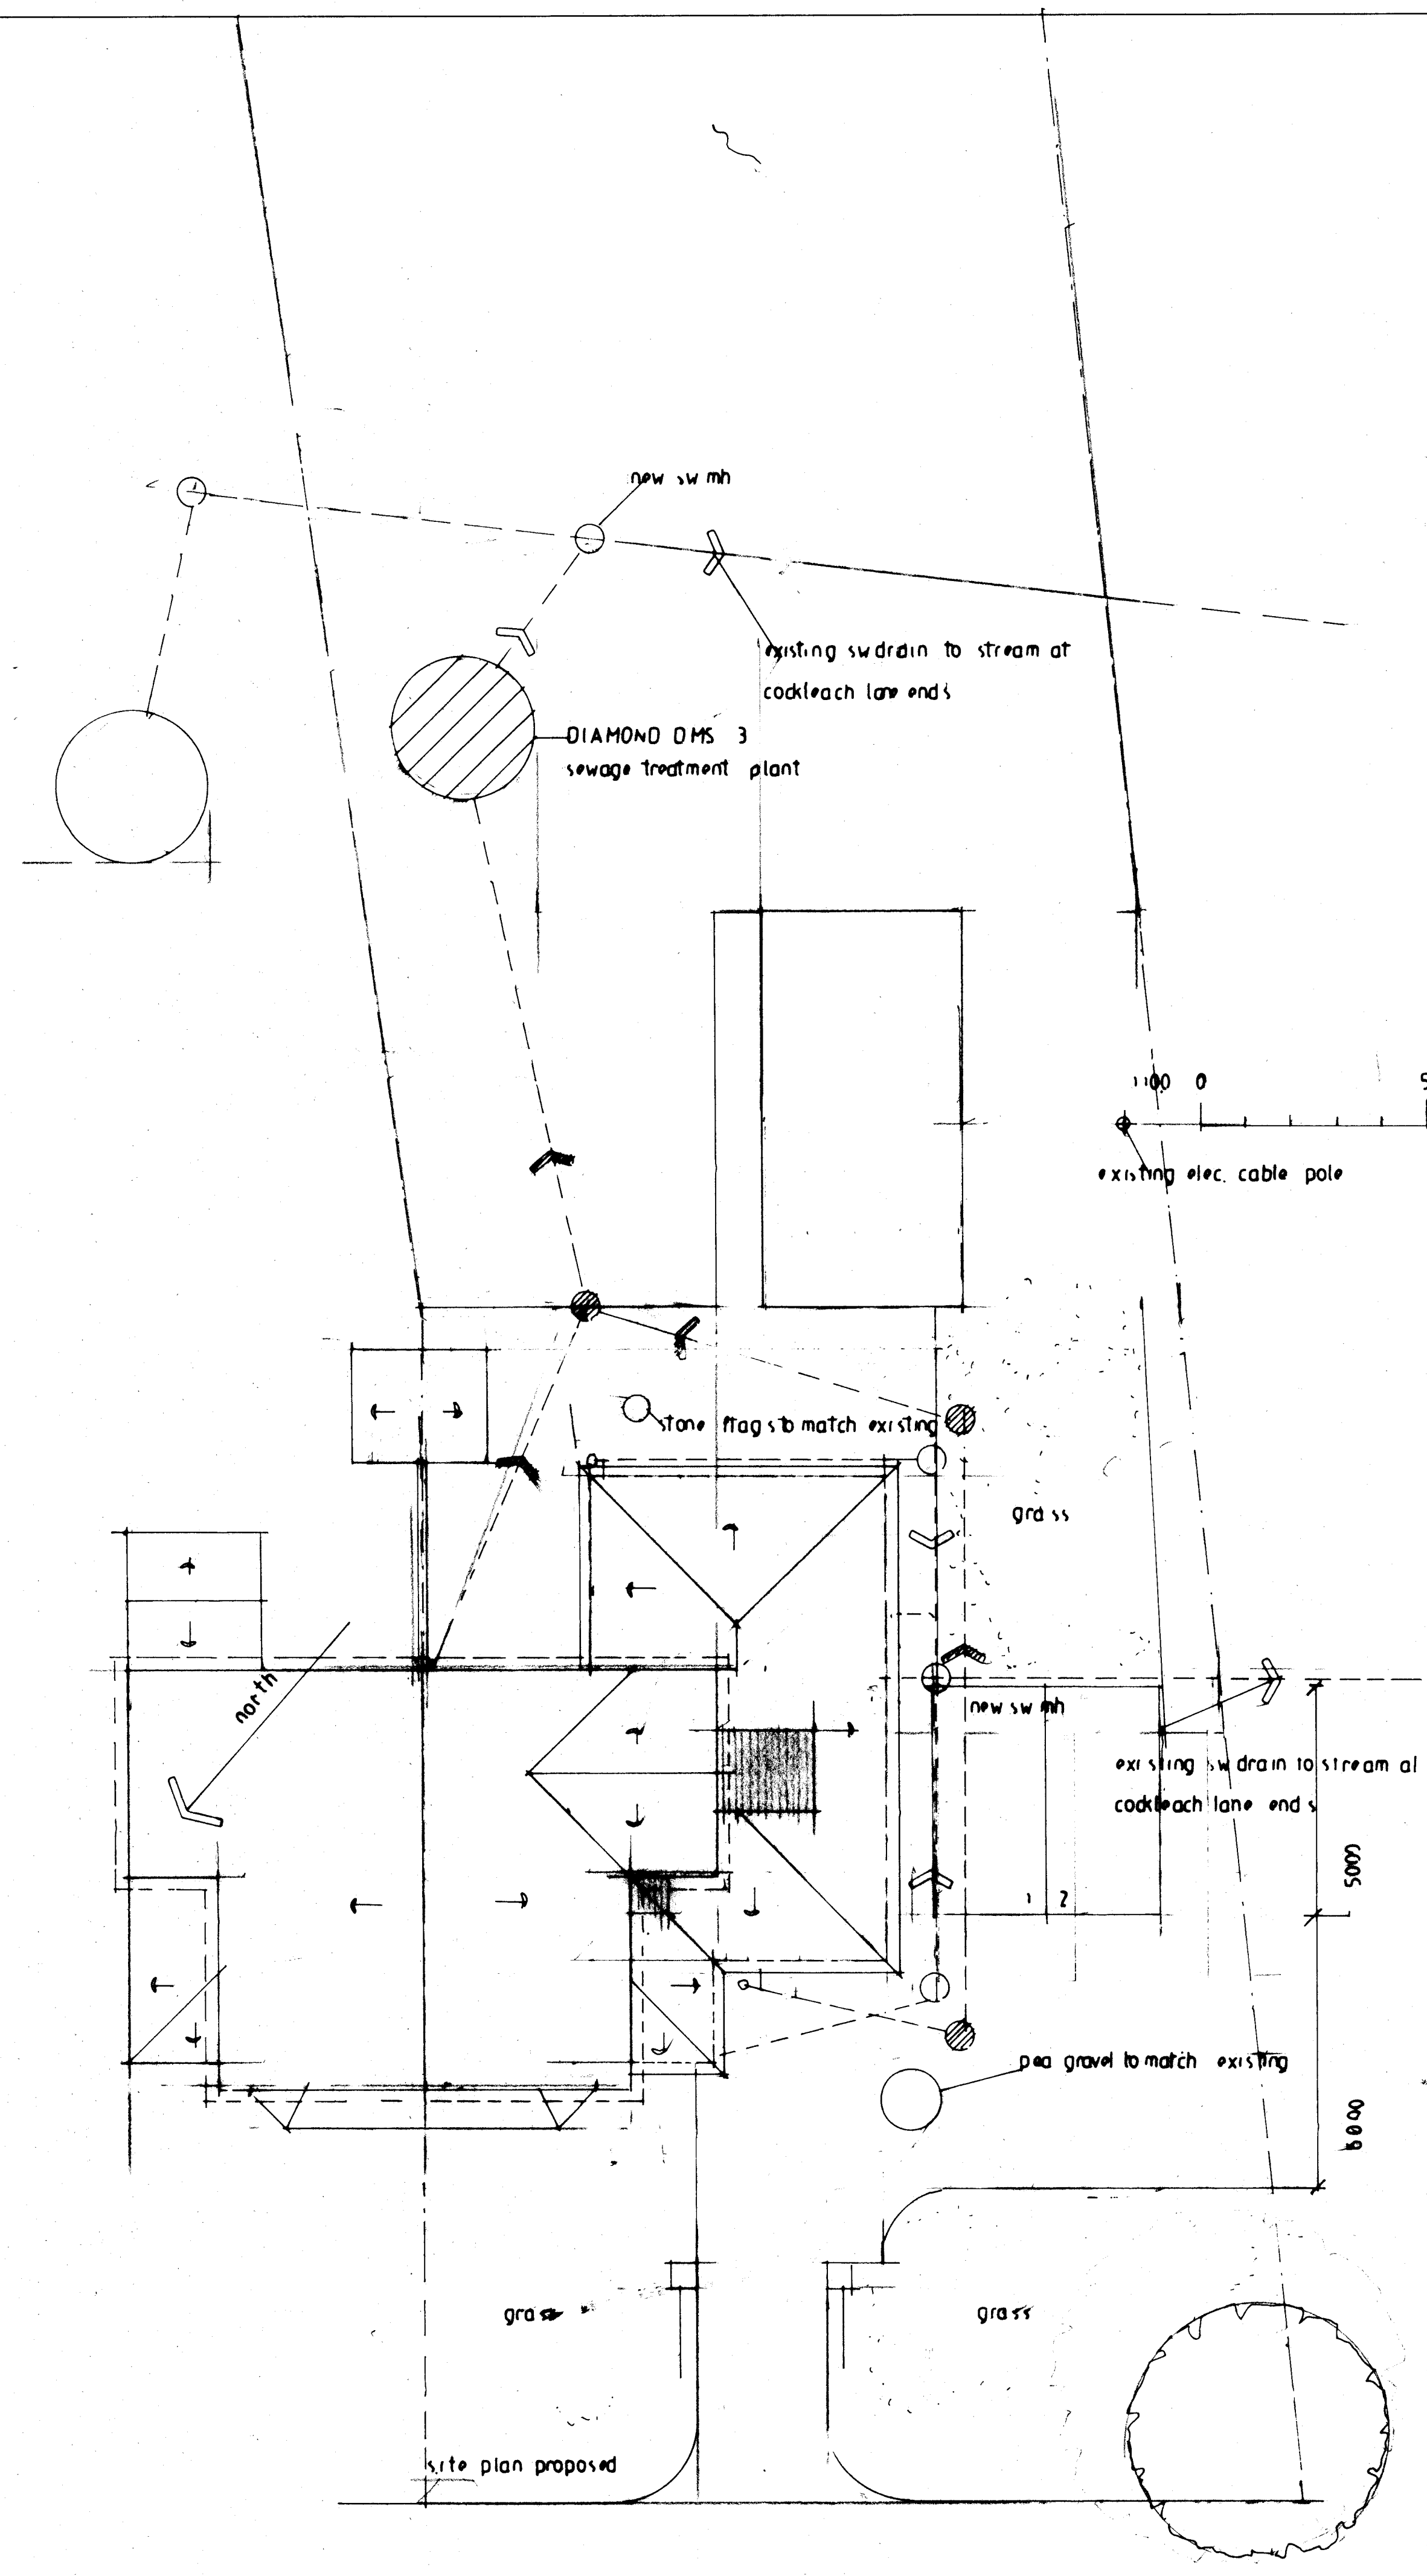 new sw mh
existing sw drain to stream at
cockleach lane ends
DIAMOND DMS 3
sewage treatment plant
1:100 0 5
existing elec. cable pole
stone flags to match existing
grass
north
new sw mh
existing sw drain to stream at
cockleach lane ends
1 2
5000
pea gravel to match existing
6000
grass
grass
site plan proposed